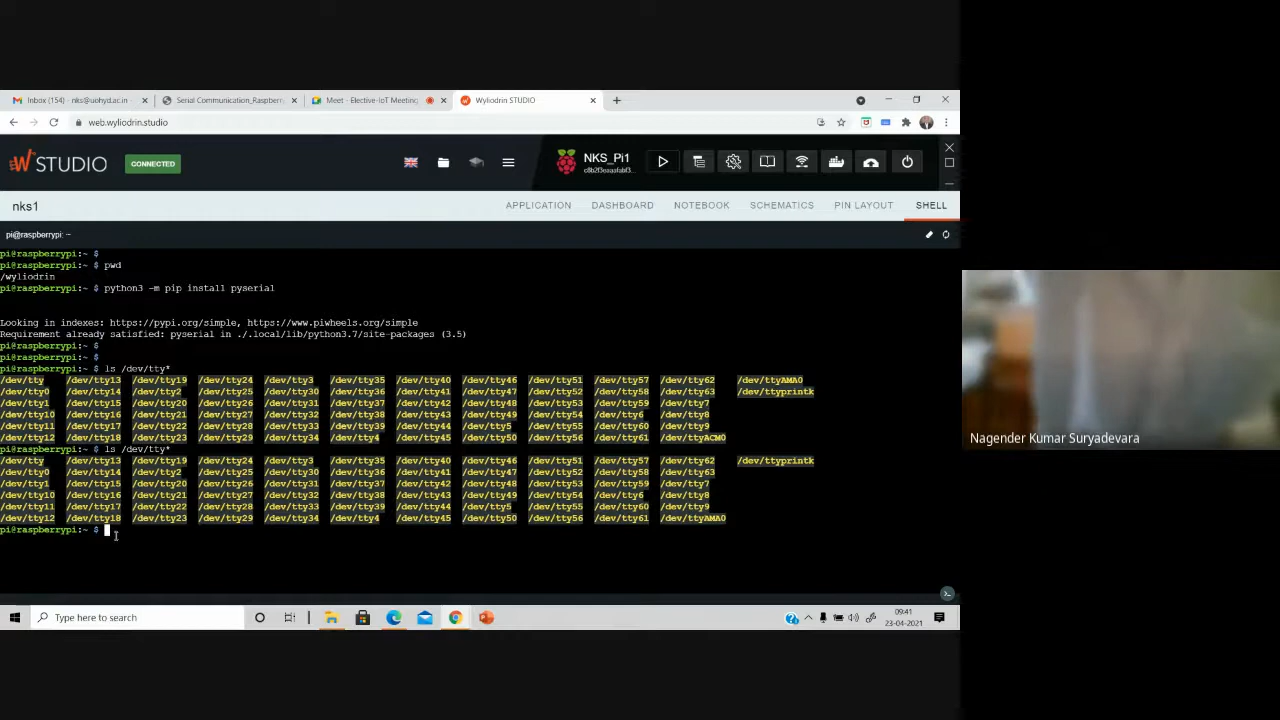 Inbox (154) - nks@uohyd.ac.in
Serial Communication_Raspberr
Meet - Elective-IoT Meeting
Wyliodrin STUDIO
web.wyliodrin.studio
STUDIO
CONNECTED
NKS_Pi1
nks1
APPLICATION DASHBOARD NOTEBOOK SCHEMATICS PIN LAYOUT SHELL
pi@raspberrypi: ~
pi@raspberrypi:~ $
pi@raspberrypi:~ $ pwd
/wyliodrin
pi@raspberrypi:~ $ python3 -m pip install pyserial
Looking in indexes: https://pypi.org/simple, https://www.piwheels.org/simple
Requirement already satisfied: pyserial in ./.local/lib/python3.7/site-packages (3.5)
pi@raspberrypi:~ $
pi@raspberrypi:~ $
pi@raspberrypi:~ $ ls /dev/tty*
/dev/tty /dev/tty13 /dev/tty19 /dev/tty24 /dev/tty3 /dev/tty35 /dev/tty40 /dev/tty46 /dev/tty51 /dev/tty57 /dev/tty62 /dev/ttyAMA0
/dev/tty0 /dev/tty14 /dev/tty2 /dev/tty25 /dev/tty30 /dev/tty36 /dev/tty41 /dev/tty47 /dev/tty52 /dev/tty58 /dev/tty63 /dev/ttyprintk
/dev/tty1 /dev/tty15 /dev/tty20 /dev/tty26 /dev/tty31 /dev/tty37 /dev/tty42 /dev/tty48 /dev/tty53 /dev/tty59 /dev/tty7
/dev/tty10 /dev/tty16 /dev/tty21 /dev/tty27 /dev/tty32 /dev/tty38 /dev/tty43 /dev/tty49 /dev/tty54 /dev/tty6 /dev/tty8
/dev/tty11 /dev/tty17 /dev/tty22 /dev/tty28 /dev/tty33 /dev/tty39 /dev/tty44 /dev/tty5 /dev/tty55 /dev/tty60 /dev/tty9
/dev/tty12 /dev/tty18 /dev/tty23 /dev/tty29 /dev/tty34 /dev/tty4 /dev/tty45 /dev/tty50 /dev/tty56 /dev/tty61 /dev/ttyACM0
pi@raspberrypi:~ $ ls /dev/tty*
/dev/tty /dev/tty13 /dev/tty19 /dev/tty24 /dev/tty3 /dev/tty35 /dev/tty40 /dev/tty46 /dev/tty51 /dev/tty57 /dev/tty62 /dev/ttyprintk
/dev/tty0 /dev/tty14 /dev/tty2 /dev/tty25 /dev/tty30 /dev/tty36 /dev/tty41 /dev/tty47 /dev/tty52 /dev/tty58 /dev/tty63
/dev/tty1 /dev/tty15 /dev/tty20 /dev/tty26 /dev/tty31 /dev/tty37 /dev/tty42 /dev/tty48 /dev/tty53 /dev/tty59 /dev/tty7
/dev/tty10 /dev/tty16 /dev/tty21 /dev/tty27 /dev/tty32 /dev/tty38 /dev/tty43 /dev/tty49 /dev/tty54 /dev/tty6 /dev/tty8
/dev/tty11 /dev/tty17 /dev/tty22 /dev/tty28 /dev/tty33 /dev/tty39 /dev/tty44 /dev/tty5 /dev/tty55 /dev/tty60 /dev/tty9
/dev/tty12 /dev/tty18 /dev/tty23 /dev/tty29 /dev/tty34 /dev/tty4 /dev/tty45 /dev/tty50 /dev/tty56 /dev/tty61 /dev/ttyAMA0
pi@raspberrypi:~ $
Nagender Kumar Suryadevara
Type here to search
09:41
23-04-2021